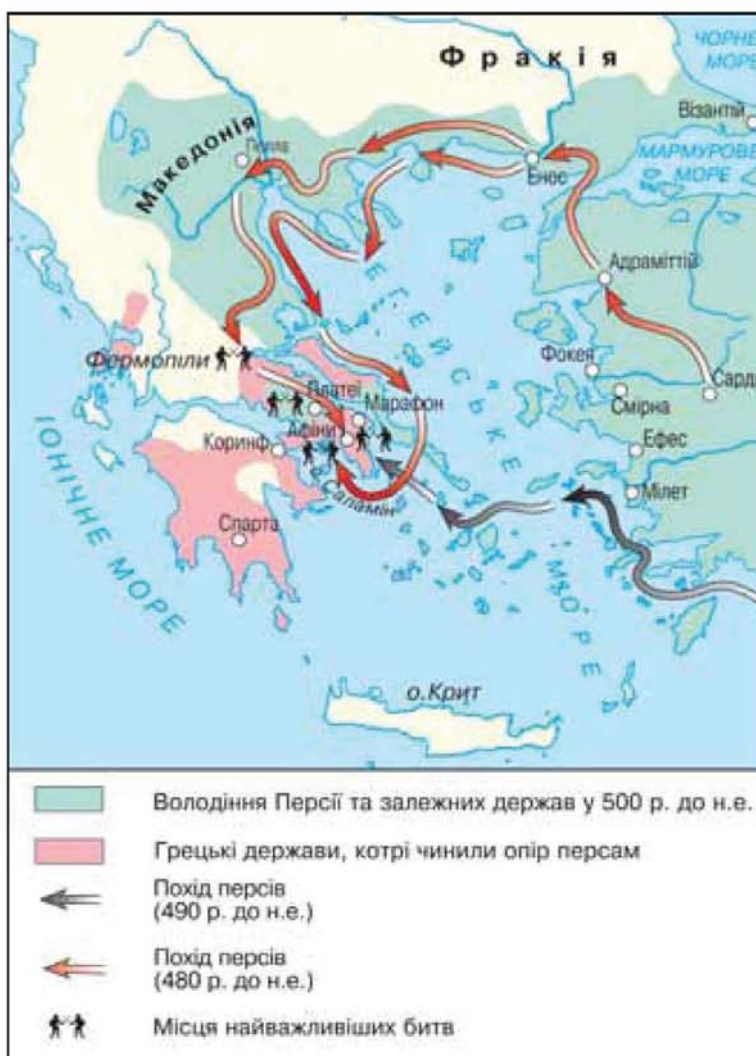 ЧОРНЕ
МОРЕ
Фракія
Візантій
МАРМУРОВЕ
МОРЕ
Македонія
Пелла
Енос
Адраміттій
ЕГЕЙСЬКЕ
МОРЕ
Фокея
Сарди
Смірна
Ефес
Мілет
Фермопіли
Платеї
Марафон
Афіни
Коринф
Саламін
Спарта
ІОНІЧНЕ МОРЕ
о.Крит
Володіння Персії та залежних держав у 500 р. до н.е.
Грецькі держави, котрі чинили опір персам
Похід персів
(490 р. до н.е.)
Похід персів
(480 р. до н.е.)
Місця найважливіших битв